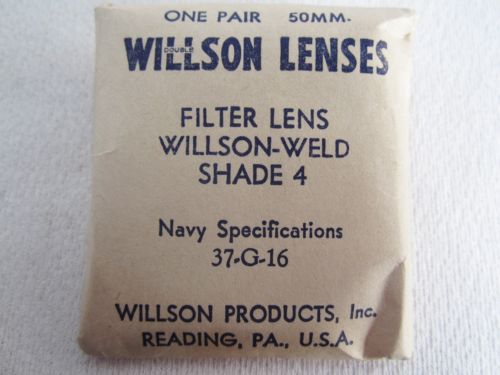 ONE PAIR 50MM.
WILLSON LENSES
DOUBLE
FILTER LENS
WILLSON-WELD
SHADE 4
Navy Specifications
37-G-16
WILLSON PRODUCTS, Inc.
READING, PA., U.S.A.